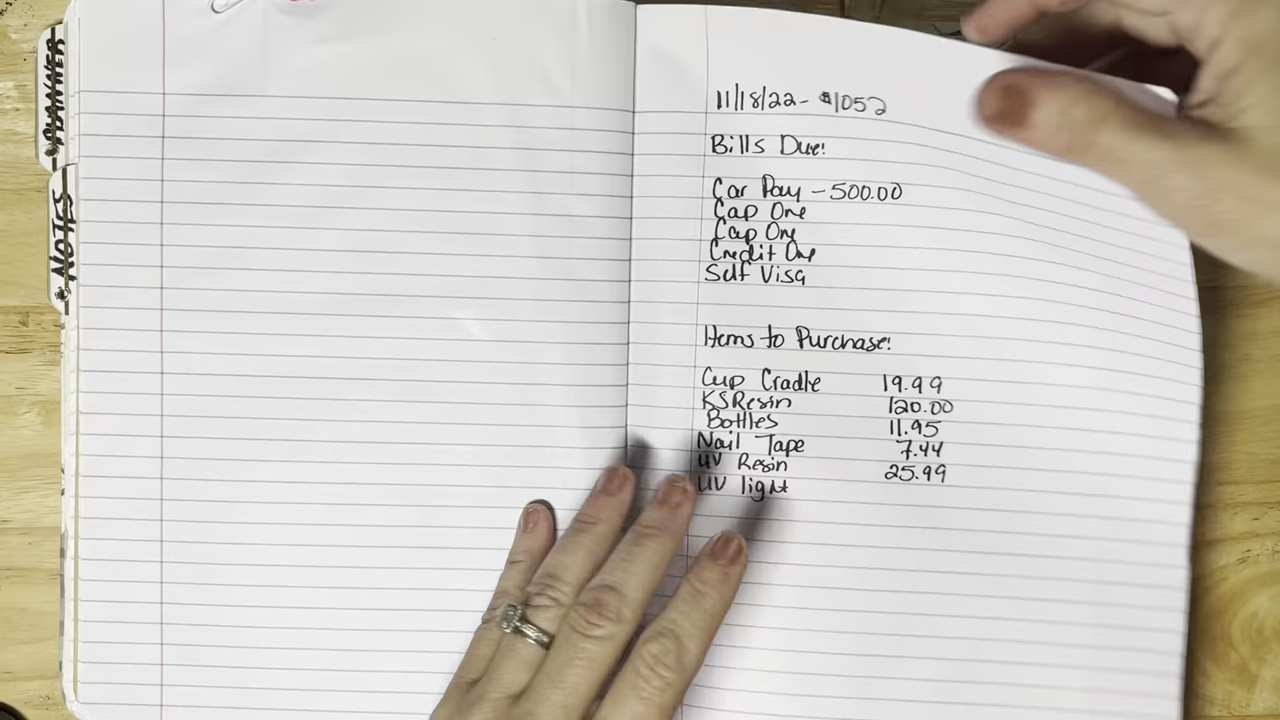 PLANNER
NOTES
11/18/22- $1052
Bills Due!
Car Pay - 500.00
Cap One
Cap One
Credit One
Self Visa
Items to Purchase!
Cup Cradle 19.99
KSResin 120.00
Bottles 11.95
Nail Tape 7.44
UV Resin 25.99
UV light